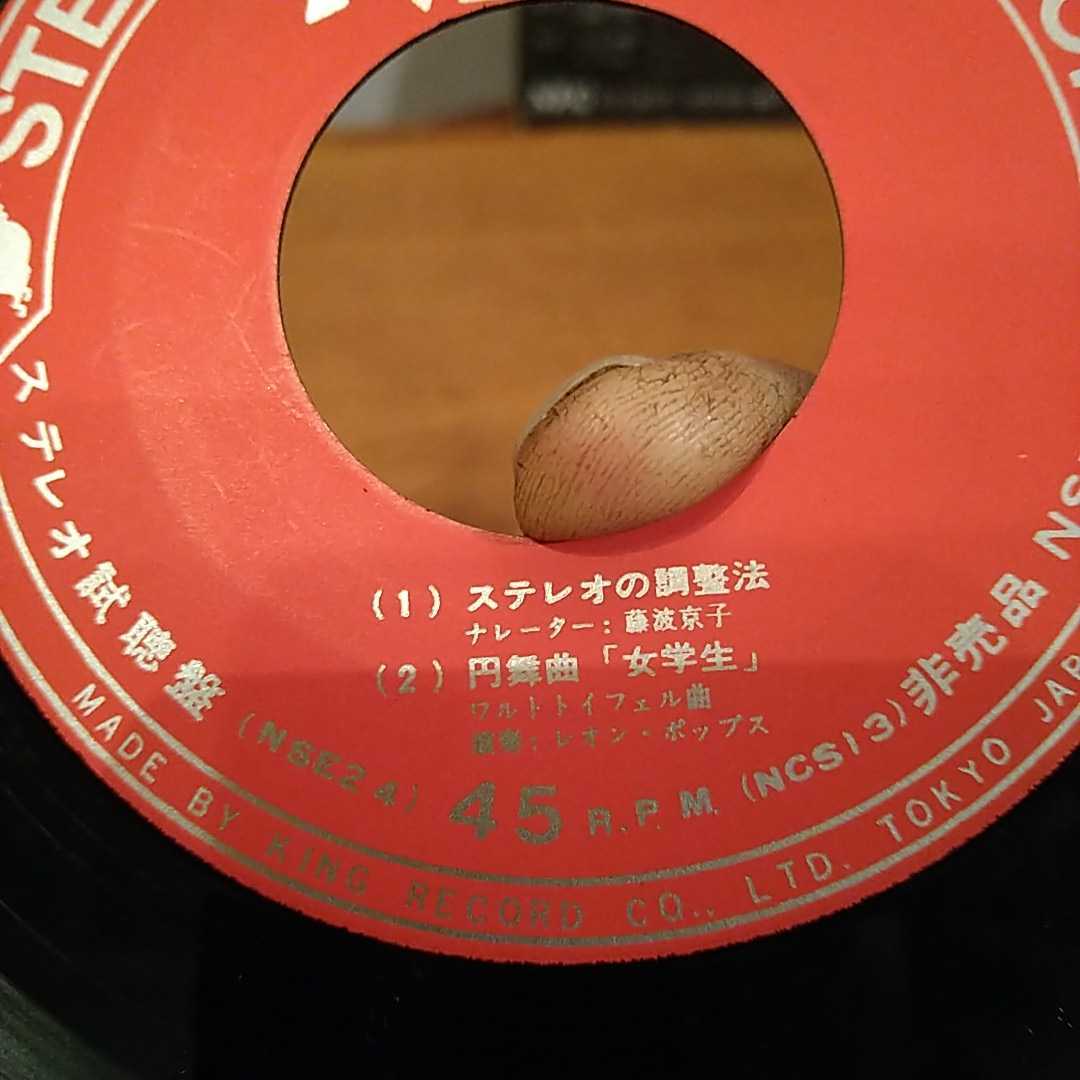 STE
ステレオ試聴盤
(1) ステレオの調整法
ナレーター：藤波京子
(2) 円舞曲「女学生」
ワルトトイフェル曲
演奏：レオン・ポップス
(NSE24)
45 R.P.M.
(NCS13)
非売品 NS
MADE BY KING RECORD CO., LTD. TOKYO JAP